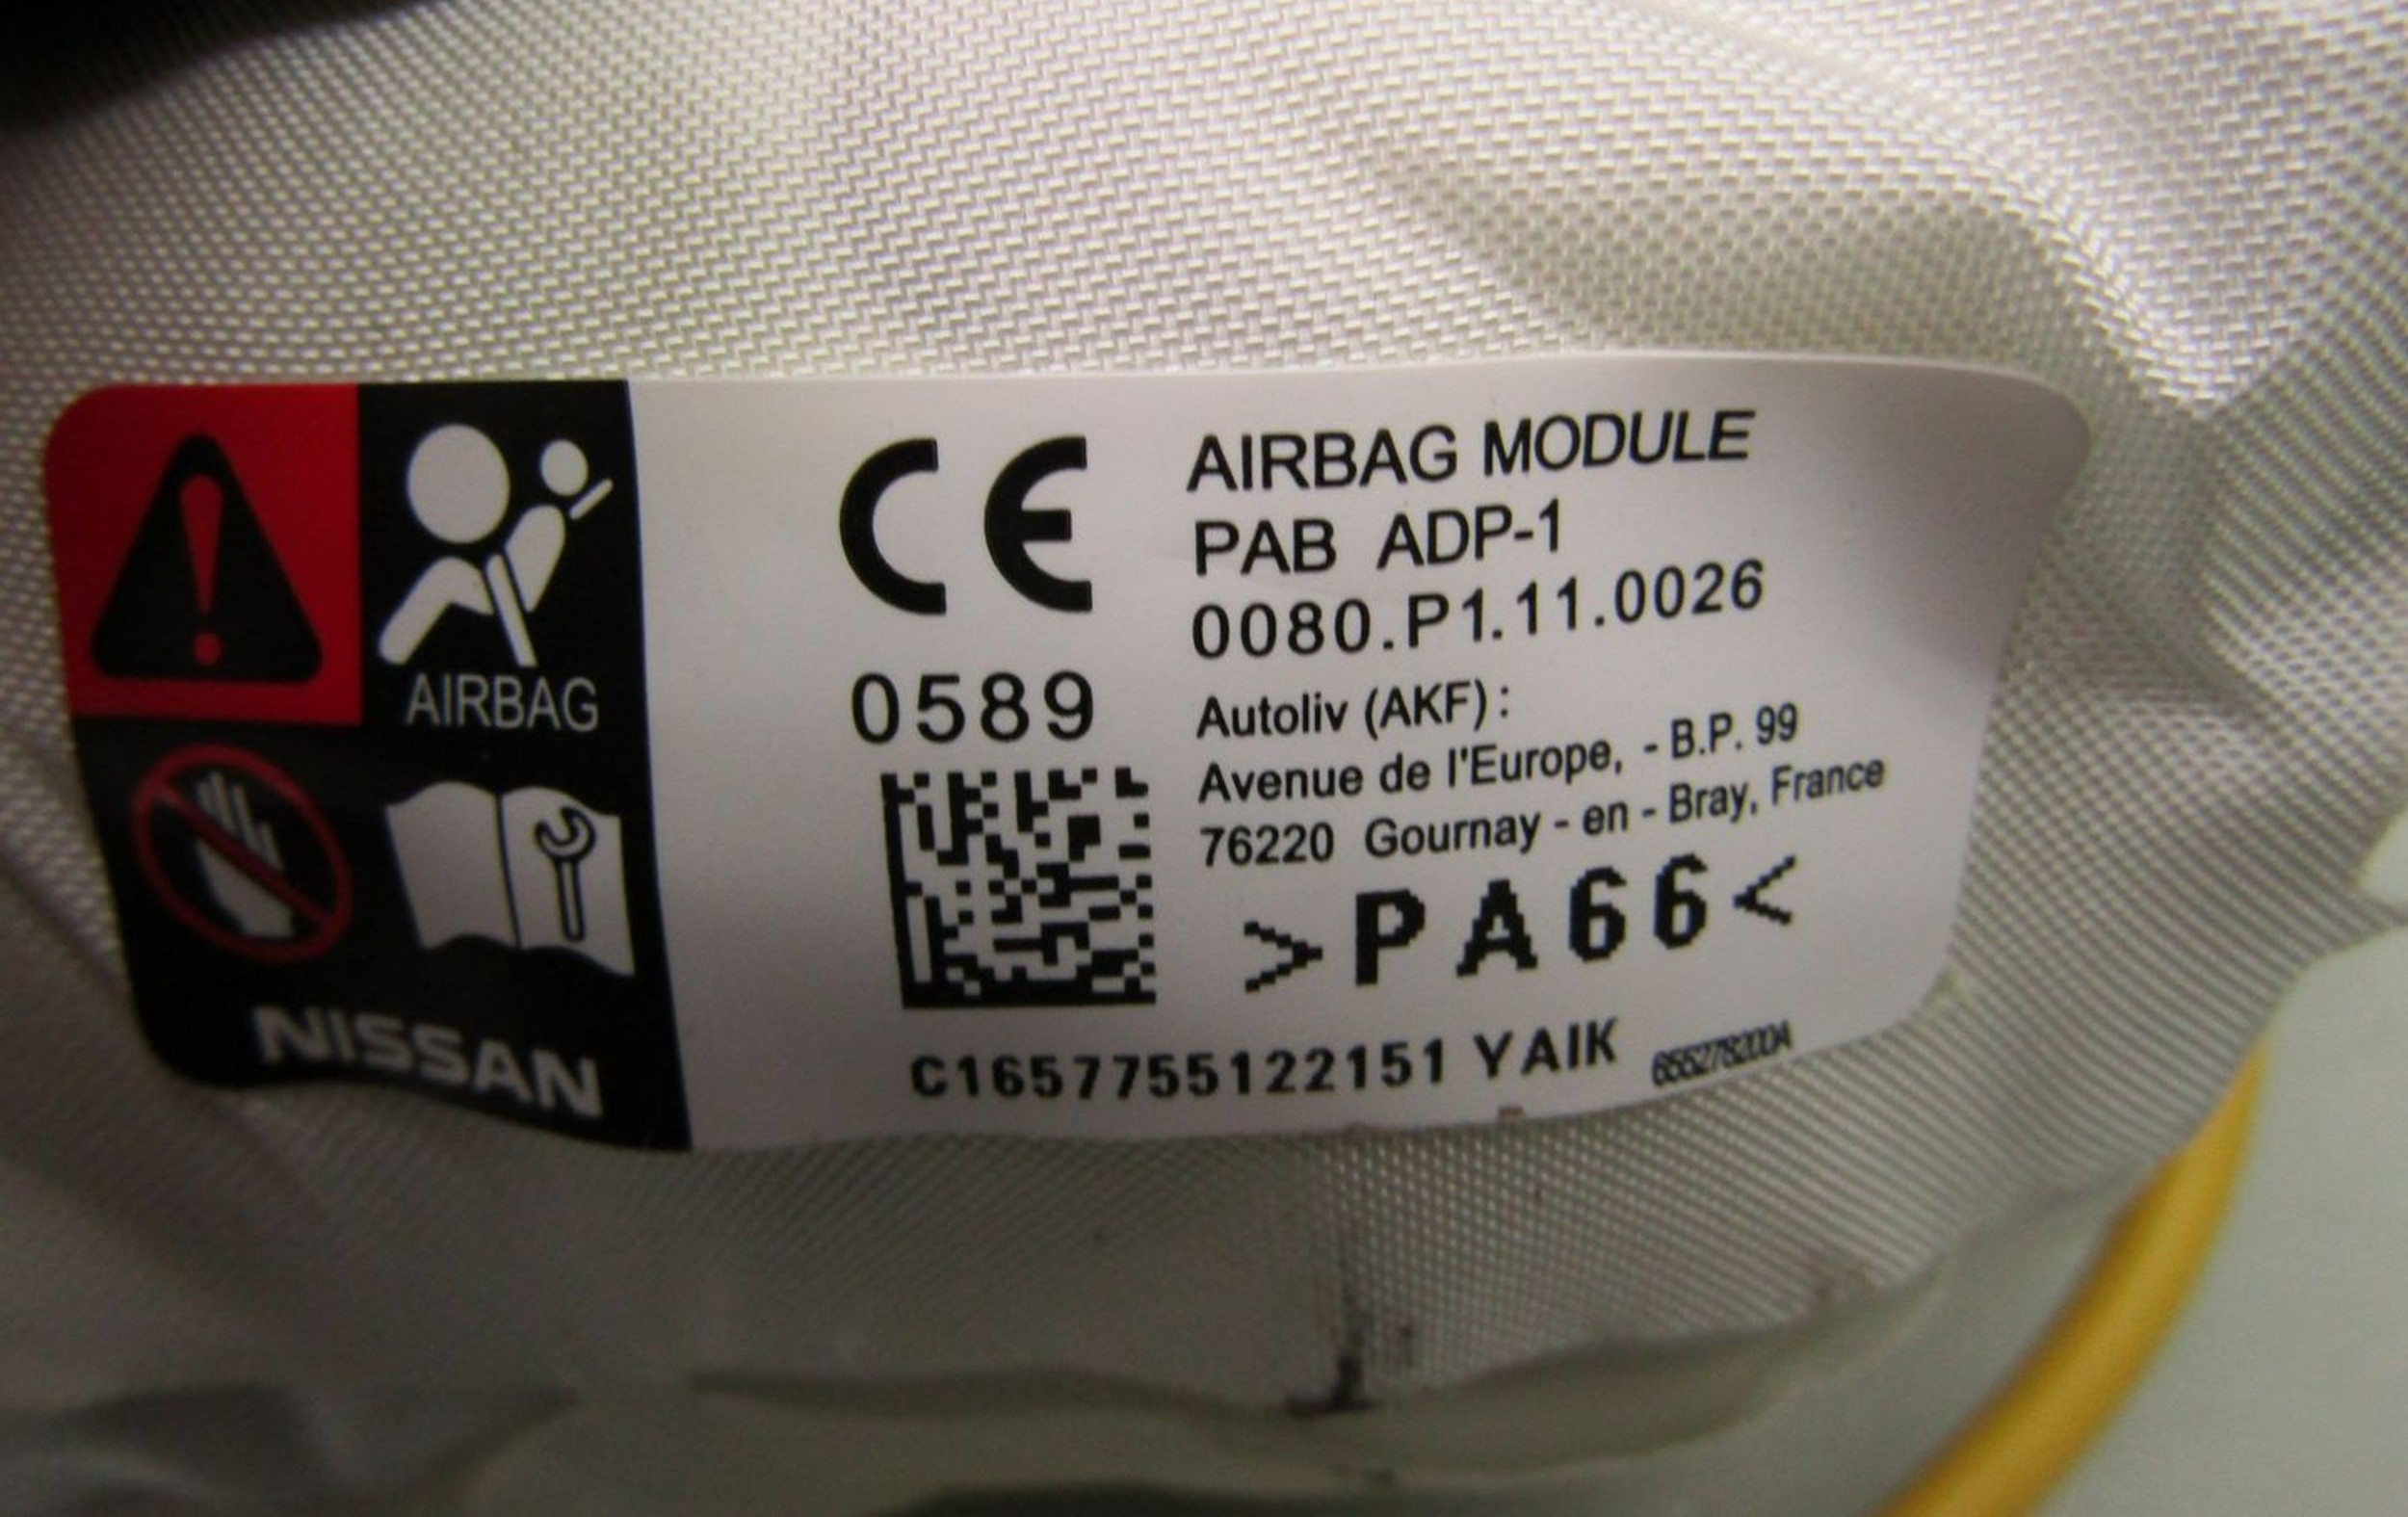 AIRBAG
NISSAN
CE
0589
AIRBAG MODULE
PAB ADP-1
0080.P1.11.0026
Autoliv (AKF) :
Avenue de l'Europe, - B.P. 99
76220 Gournay - en - Bray, France
>PA66<
C1657755122151 YAIK